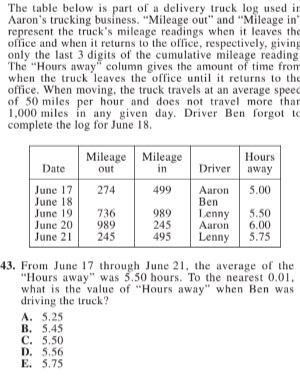 The table below is part of a delivery truck log used in
Aaron's trucking business. “Mileage out” and “Mileage in”
represent the truck's mileage readings when it leaves the
office and when it returns to the office, respectively, giving
only the last 3 digits of the cumulative mileage reading.
The “Hours away” column gives the amount of time from
when the truck leaves the office until it returns to the
office. When moving, the truck travels at an average speed
of 50 miles per hour and does not travel more than
1,000 miles in any given day. Driver Ben forgot to
complete the log for June 18.
Date Mileage out Mileage in Driver Hours away
June 17 274 499 Aaron 5.00
June 18 Ben
June 19 736 989 Lenny 5.50
June 20 989 245 Aaron 6.00
June 21 245 495 Lenny 5.75
43. From June 17 through June 21, the average of the
“Hours away” was 5.50 hours. To the nearest 0.01,
what is the value of “Hours away” when Ben was
driving the truck?
A. 5.25
B. 5.45
C. 5.50
D. 5.56
E. 5.75